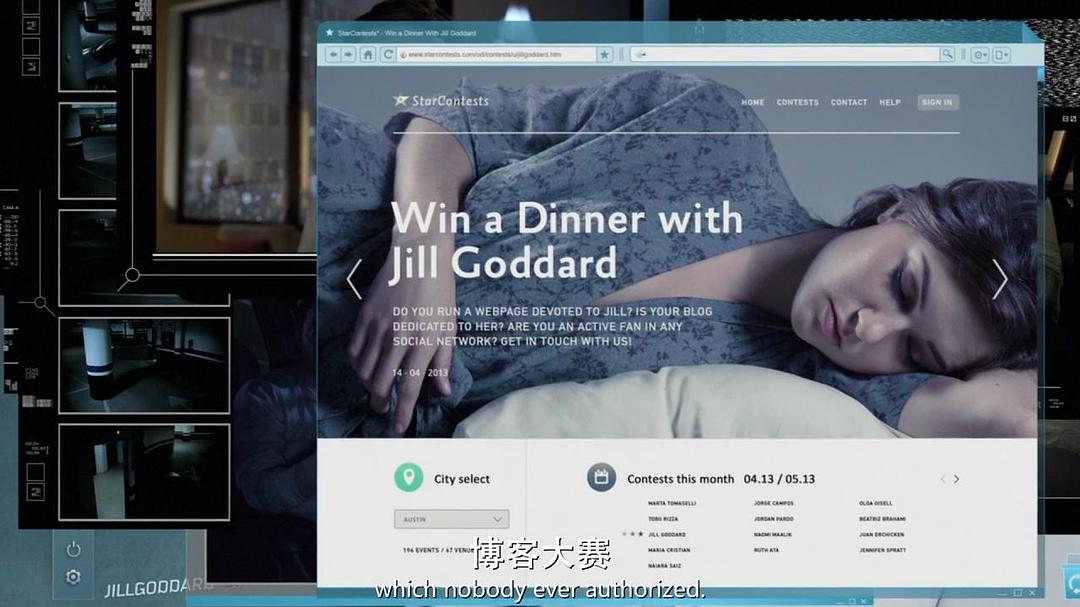 StarContests* - Win a Dinner With Jill Goddard
www.starcontests.com/od/contests/u/jillgoddard.htm
StarContests
HOME CONTESTS CONTACT HELP SIGN IN
Win a Dinner with
Jill Goddard
DO YOU RUN A WEBPAGE DEVOTED TO JILL? IS YOUR BLOG
DEDICATED TO HER? ARE YOU AN ACTIVE FAN IN ANY
SOCIAL NETWORK? GET IN TOUCH WITH US!
14 - 04 - 2013
City select
Contests this month 04.13 / 05.13
AUSTIN
MARTA TOMASELLI JORGE CAMPOS OLGA GISELL
TOBII RIZZA JORDAN PARDO BEATRIZ BRAHAMI
JILL GODDARD NAOMI MAALIK JUAN DRCHICKEN
MARIA CRISTIAN RUTH ATA JENNIFER SPRATT
NAIARA SAIZ
196 EVENTS / 67
博客大赛
which nobody ever authorized.
JILLGODDARD